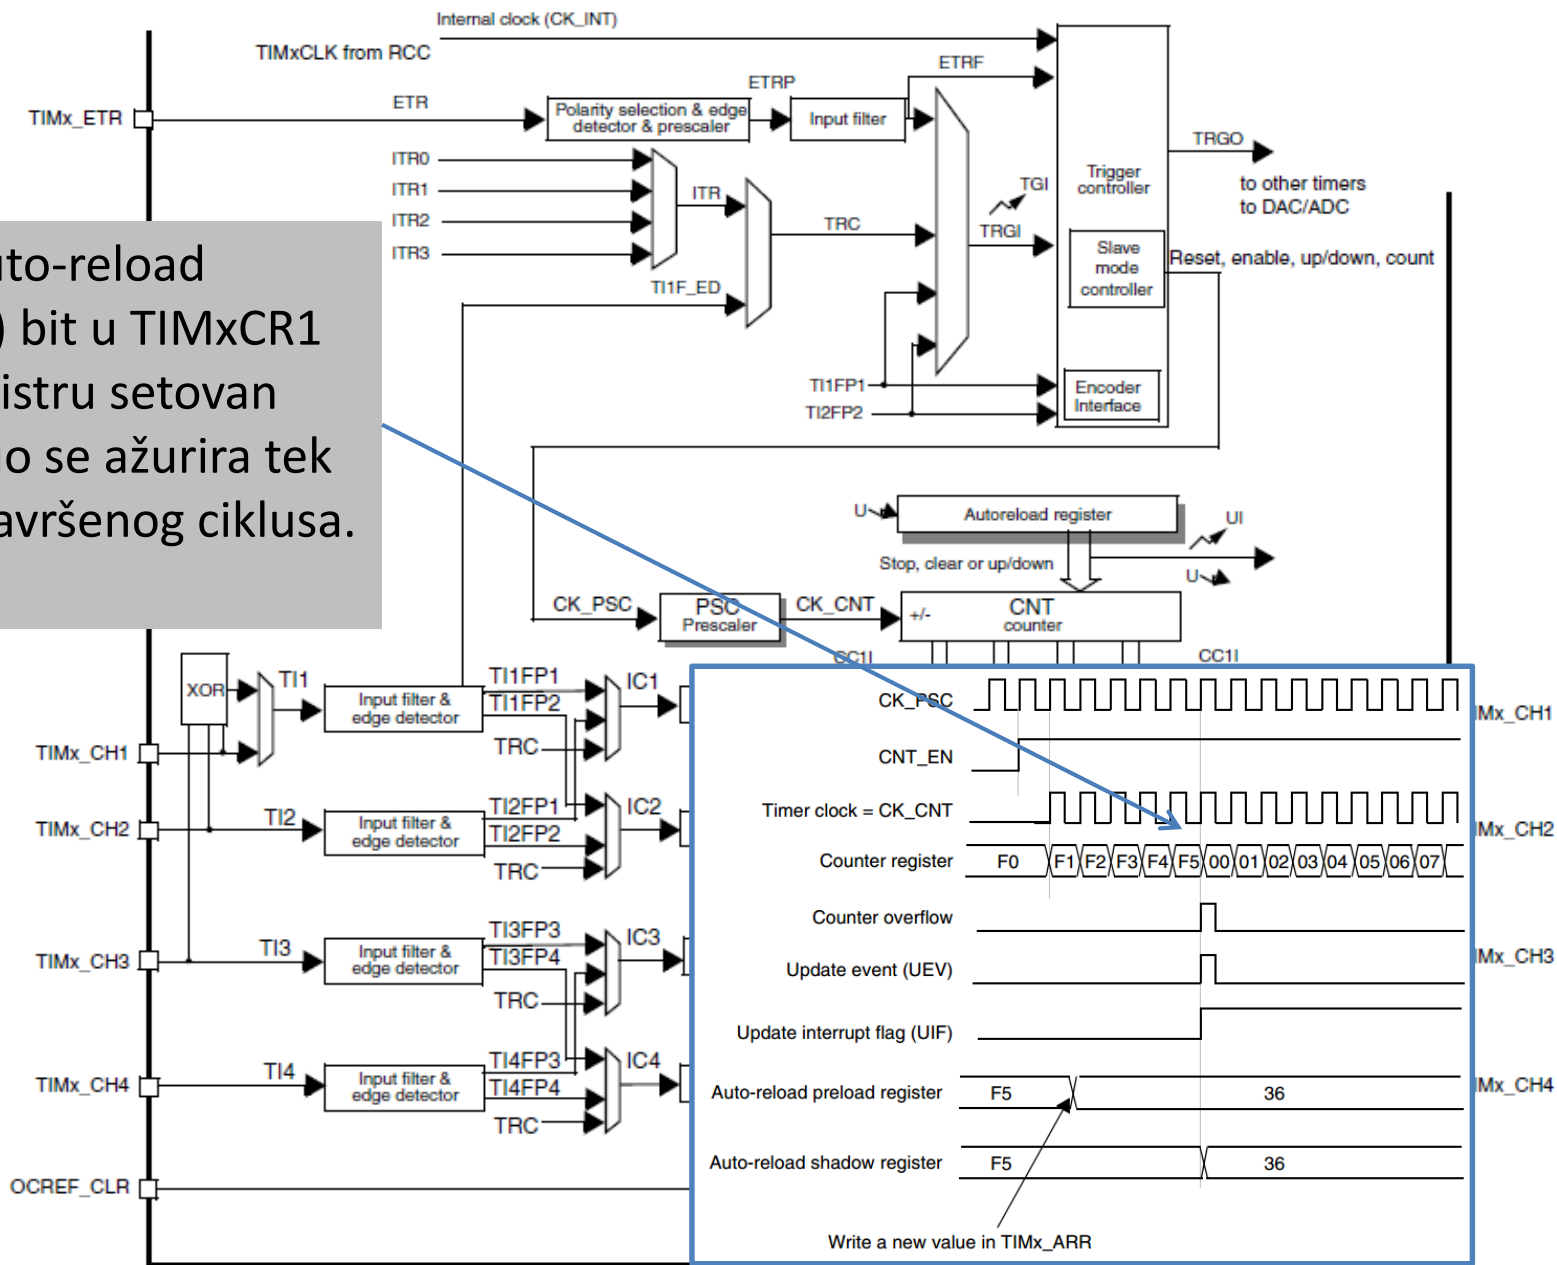 Internal clock (CK_INT)
TIMxCLK from RCC
ETRF
ETRP
ETR
TIMx_ETR
Polarity selection & edge
detector & prescaler
Input filter
TRGO
ITR0
ITR1
ITR2
ITR3
ITR
TRC
TGI
TRGI
Trigger
controller
to other timers
to DAC/ADC
Slave
mode
controller
Reset, enable, up/down, count
TI1F_ED
TI1FP1
TI2FP2
Encoder
Interface
uto-reload
) bit u TIMxCR1
istru setovan
o se ažurira tek
avršenog ciklusa.
U
Autoreload register
UI
Stop, clear or up/down
U
CK_PSC
PSC
Prescaler
CK_CNT
+/-
CNT
counter
CC1I
CC1I
XOR
TI1
Input filter &
edge detector
TI1FP1
TI1FP2
IC1
TRC
TIMx_CH1
TIMx_CH2
TI2
Input filter &
edge detector
TI2FP1
TI2FP2
IC2
TRC
TIMx_CH3
TI3
Input filter &
edge detector
TI3FP3
TI3FP4
IC3
TRC
TIMx_CH4
TI4
Input filter &
edge detector
TI4FP3
TI4FP4
IC4
TRC
OCREF_CLR
CK_PSC
CNT_EN
Timer clock = CK_CNT
Counter register F0 F1 F2 F3 F4 F5 00 01 02 03 04 05 06 07
Counter overflow
Update event (UEV)
Update interrupt flag (UIF)
Auto-reload preload register F5 36
Auto-reload shadow register F5 36
Write a new value in TIMx_ARR
IMx_CH1
IMx_CH2
IMx_CH3
IMx_CH4